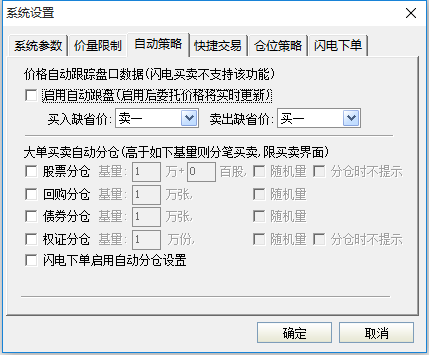 系统设置
系统参数 价量限制 自动策略 快捷交易 仓位策略 闪电下单
价格自动跟踪盘口数据(闪电买卖不支持该功能)
启用自动跟盘(启用后委托价格将实时更新)
买入缺省价: 卖一 卖出缺省价: 买一
大单买卖自动分仓(高于如下基量则分笔买卖,限买卖界面)
股票分仓 基量: 1 万+ 0 百股, 随机量 分仓时不提示
回购分仓 基量: 1 万张, 随机量
债券分仓 基量: 1 万张, 随机量
权证分仓 基量: 1 万份, 随机量 分仓时不提示
闪电下单启用自动分仓设置
确定 取消